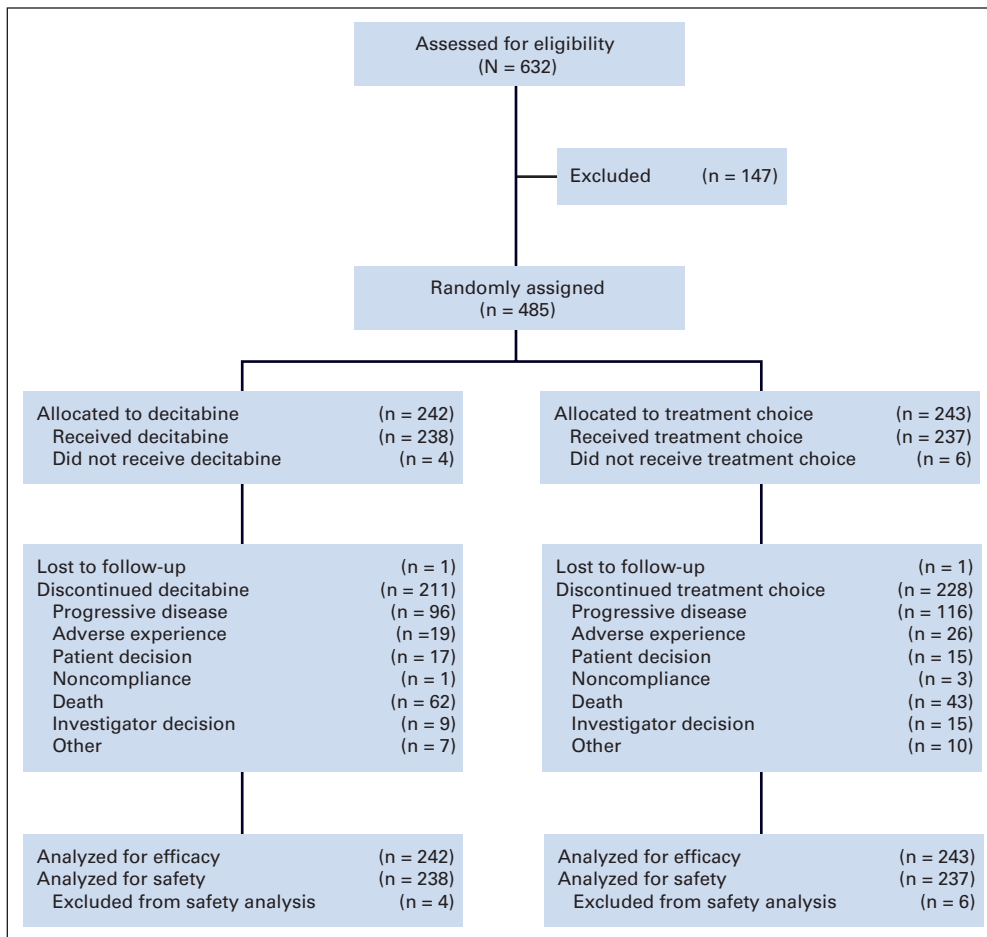 Assessed for eligibility
(N = 632)
Excluded (n = 147)
Randomly assigned
(n = 485)
Allocated to decitabine (n = 242)
Received decitabine (n = 238)
Did not receive decitabine (n = 4)
Allocated to treatment choice (n = 243)
Received treatment choice (n = 237)
Did not receive treatment choice (n = 6)
Lost to follow-up (n = 1)
Discontinued decitabine (n = 211)
Progressive disease (n = 96)
Adverse experience (n =19)
Patient decision (n = 17)
Noncompliance (n = 1)
Death (n = 62)
Investigator decision (n = 9)
Other (n = 7)
Lost to follow-up (n = 1)
Discontinued treatment choice (n = 228)
Progressive disease (n = 116)
Adverse experience (n = 26)
Patient decision (n = 15)
Noncompliance (n = 3)
Death (n = 43)
Investigator decision (n = 15)
Other (n = 10)
Analyzed for efficacy (n = 242)
Analyzed for safety (n = 238)
Excluded from safety analysis (n = 4)
Analyzed for efficacy (n = 243)
Analyzed for safety (n = 237)
Excluded from safety analysis (n = 6)